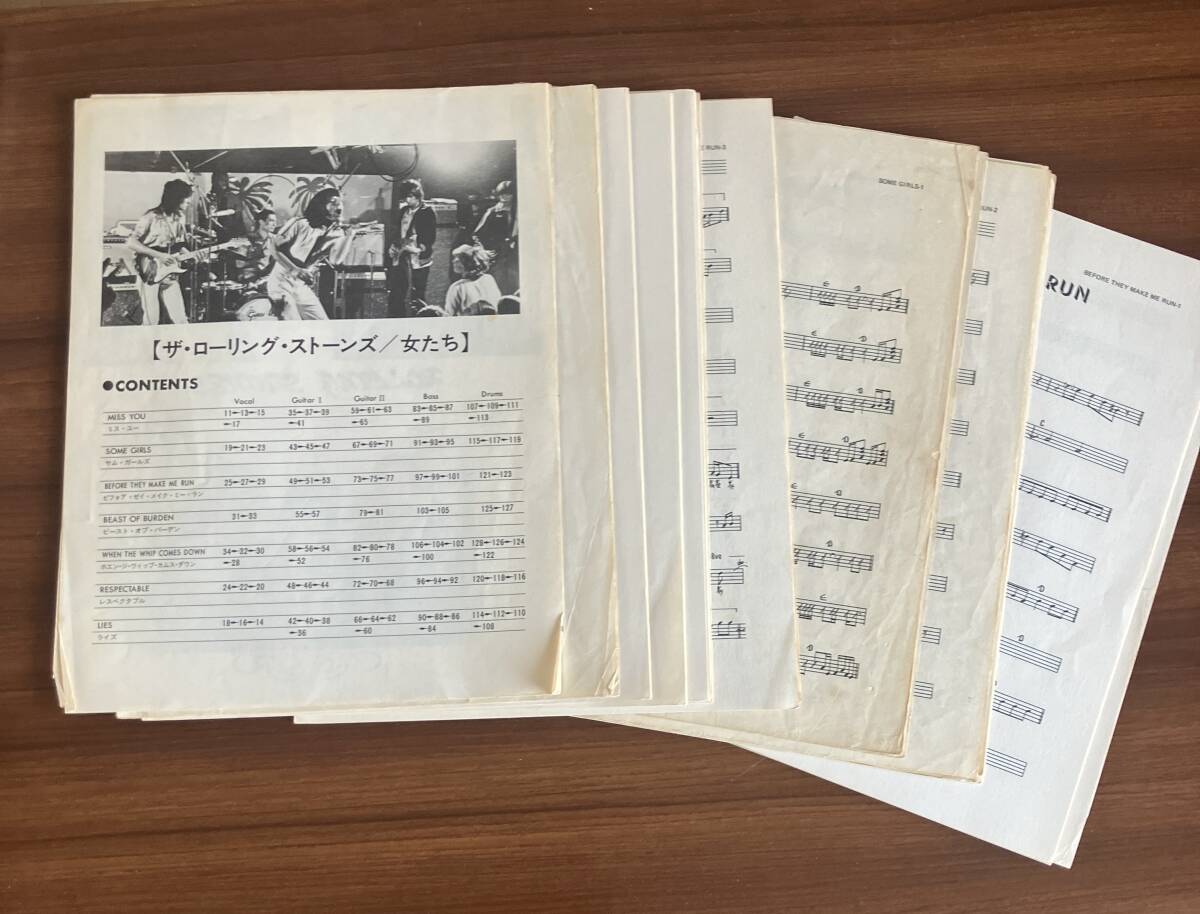 【ザ・ローリング・ストーンズ／女たち】
●CONTENTS
Vocal Guitar I Guitar II Bass Drums
MISS YOU 11←13←15 35←37←39 59←61←63 83←85←87 107←109←111
ミス・ユー ←17 ←41 ←65 ←89 ←113
SOME GIRLS 19←21←23 43←45←47 67←69←71 91←93←95 115←117←119
サム・ガールズ
BEFORE THEY MAKE ME RUN 25←27←29 49←51←53 73←75←77 97←99←101 121←123
ビフォア・ゼイ・メイク・ミー・ラン
BEAST OF BURDEN 31←33 55←57 79←81 103←105 125←127
ビースト・オブ・バーデン
WHEN THE WHIP COMES DOWN 34←32←30 58←56←54 82←80←78 106←104←102 128←126←124
ホエン・ジ・ウィップ・カムス・ダウン ←28 ←52 ←76 ←100 ←122
RESPECTABLE 24←22←20 48←46←44 72←70←68 96←94←92 120←118←116
レスペクタブル
LIES 18←16←14 42←40←38 66←64←62 90←88←86 114←112←110
ライズ ←36 ←60 ←84 ←108
E RUN-3
SOME GIRLS-1
E D
D
E D
E D
E D
D
E
D
UN-2
BEFORE THEY MAKE ME RUN-1
RUN
C
D
D